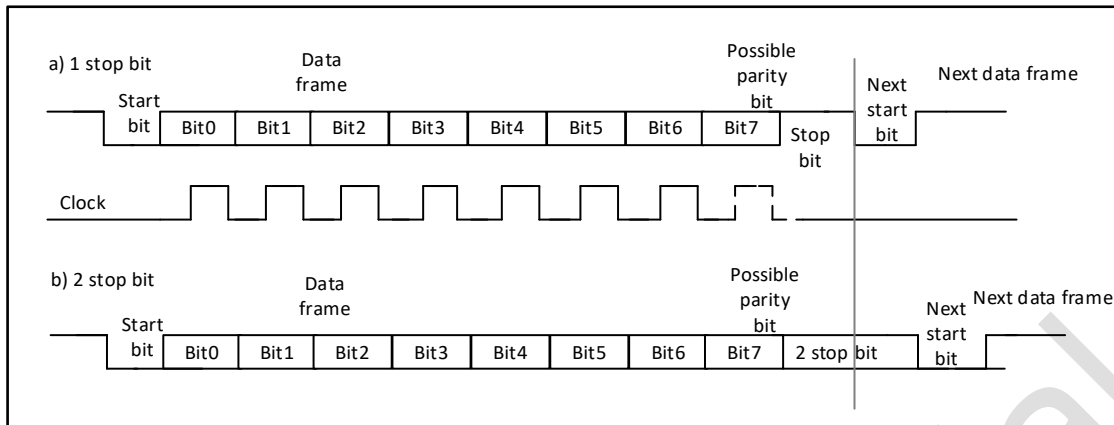 a) 1 stop bit
Data
frame
Possible
parity
bit
Next data frame
Start
bit
Bit0
Bit1
Bit2
Bit3
Bit4
Bit5
Bit6
Bit7
Stop
bit
Next
start
bit
Clock
b) 2 stop bit
Data
frame
Possible
parity
bit
Next data frame
Start
bit
Bit0
Bit1
Bit2
Bit3
Bit4
Bit5
Bit6
Bit7
2 stop bit
Next
start
bit